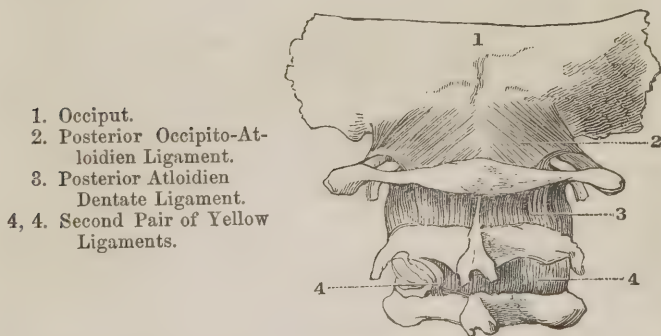 1. Occiput.
2. Posterior Occipito-At-
loidien Ligament.
3. Posterior Atloidien
Dentate Ligament.
4, 4. Second Pair of Yellow
Ligaments.
1
2
3
4
4